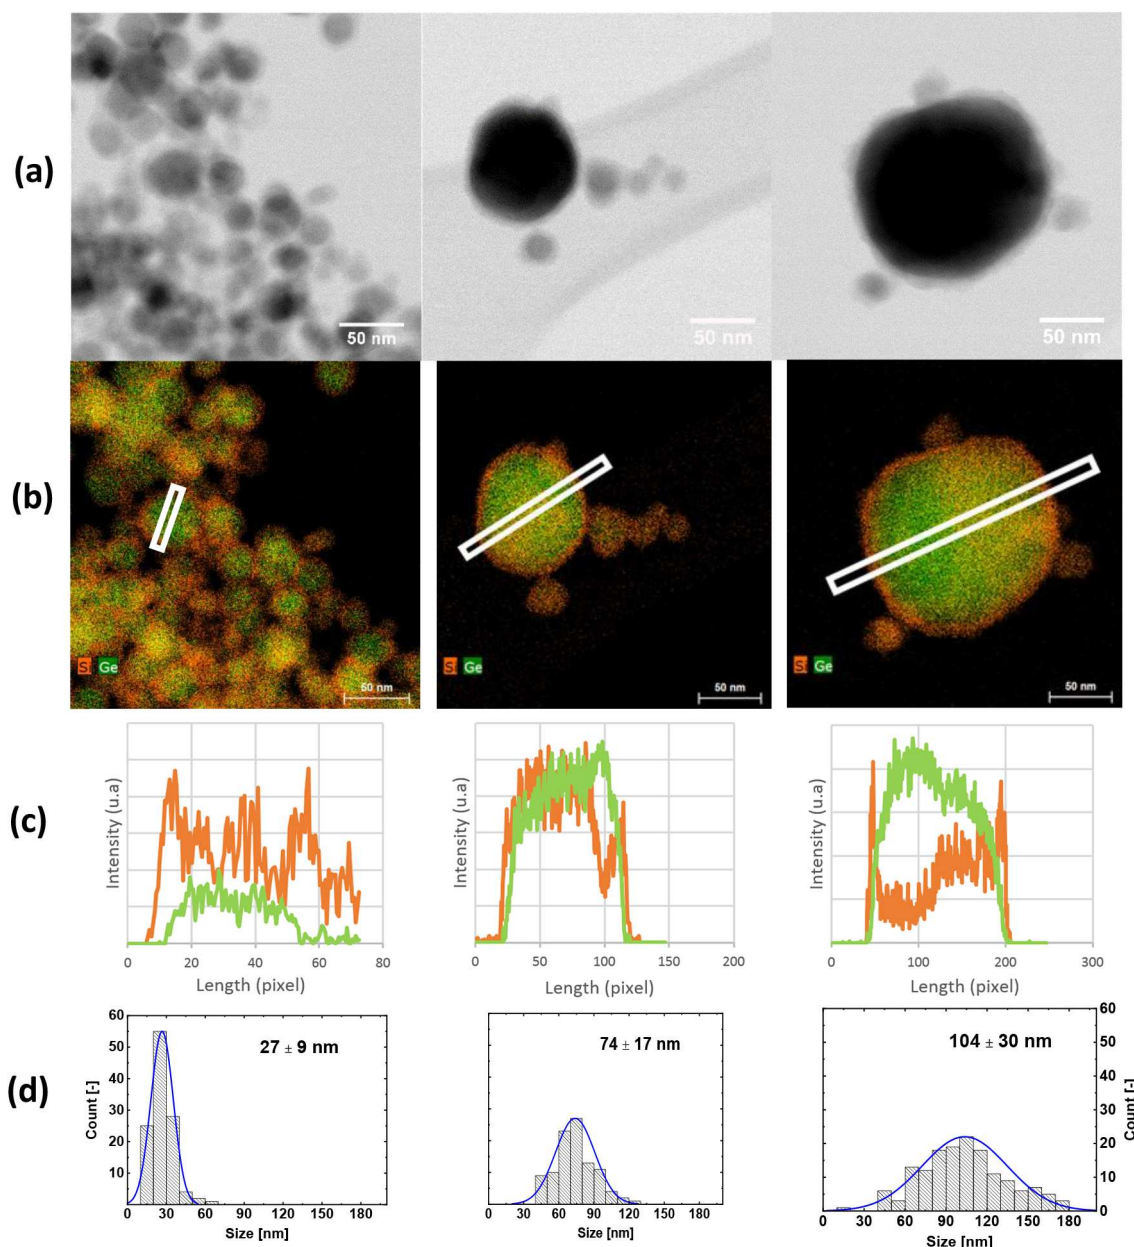 (a)
50 nm
50 nm
50 nm
(b)
Si Ge
50 nm
Si Ge
50 nm
Si Ge
50 nm
(c)
Intensity (u.a)
0 20 40 60 80
Length (pixel)
Intensity (u.a)
0 50 100 150 200
Length (pixel)
Intensity (u.a)
0 100 200 300
Length (pixel)
(d)
Count [-]
60
50
40
30
20
10
27 ± 9 nm
0 30 60 90 120 150 180
Size [nm]
74 ± 17 nm
0 30 60 90 120 150 180
Size [nm]
104 ± 30 nm
60
50
40
30
20
10
0
Count [-]
0 30 60 90 120 150 180
Size [nm]